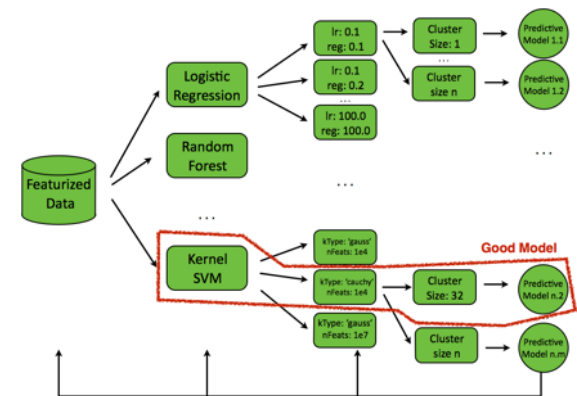 Featurized
Data
Logistic
Regression
Random
Forest
...
Kernel
SVM
lr: 0.1
reg: 0.1
lr: 0.1
reg: 0.2
...
lr: 100.0
reg: 100.0
...
kType: 'gauss'
nFeats: 1e4
kType: 'cauchy'
nFeats: 1e4
kType: 'gauss'
nFeats: 1e7
Cluster
Size: 1
...
Cluster
size n
Predictive
Model 1.1
Predictive
Model 1.2
...
Good Model
Cluster
Size: 32
Cluster
size n
Predictive
Model n.2
Predictive
Model n.m